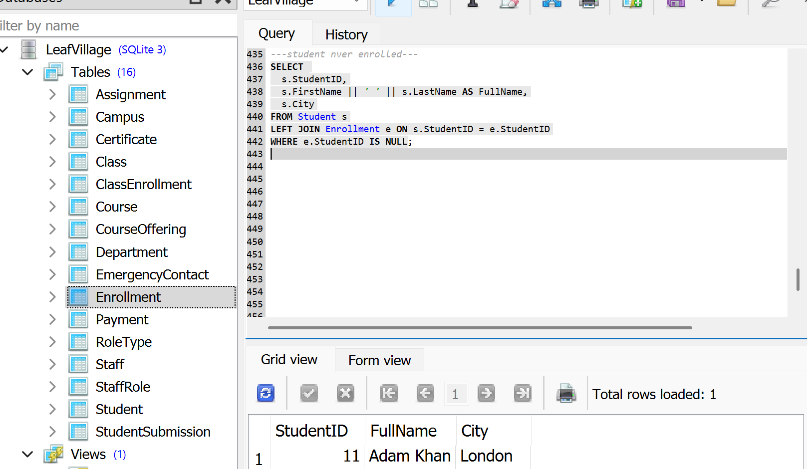 Databases
LeafVillage
filter by name
LeafVillage (SQLite 3)
Tables (16)
Assignment
Campus
Certificate
Class
ClassEnrollment
Course
CourseOffering
Department
EmergencyContact
Enrollment
Payment
RoleType
Staff
StaffRole
Student
StudentSubmission
Views (1)
Query History
435 ---student nver enrolled---
436 SELECT
437 s.StudentID,
438 s.FirstName || ' ' || s.LastName AS FullName,
439 s.City
440 FROM Student s
441 LEFT JOIN Enrollment e ON s.StudentID = e.StudentID
442 WHERE e.StudentID IS NULL;
443
444
445
446
447
448
449
450
451
452
453
454
455
456
Grid view Form view
1 Total rows loaded: 1
StudentID FullName City
1 11 Adam Khan London